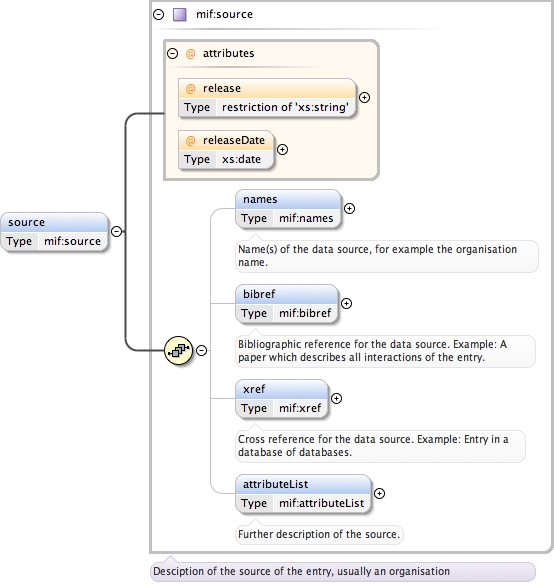 mif:source
@ attributes
@ release
Type restriction of 'xs:string'
@ releaseDate
Type xs:date
source
Type mif:source
names
Type mif:names
Name(s) of the data source, for example the organisation
name.
bibref
Type mif:bibref
Bibliographic reference for the data source. Example: A
paper which describes all interactions of the entry.
xref
Type mif:xref
Cross reference for the data source. Example: Entry in a
database of databases.
attributeList
Type mif:attributeList
Further description of the source.
Desciption of the source of the entry, usually an organisation